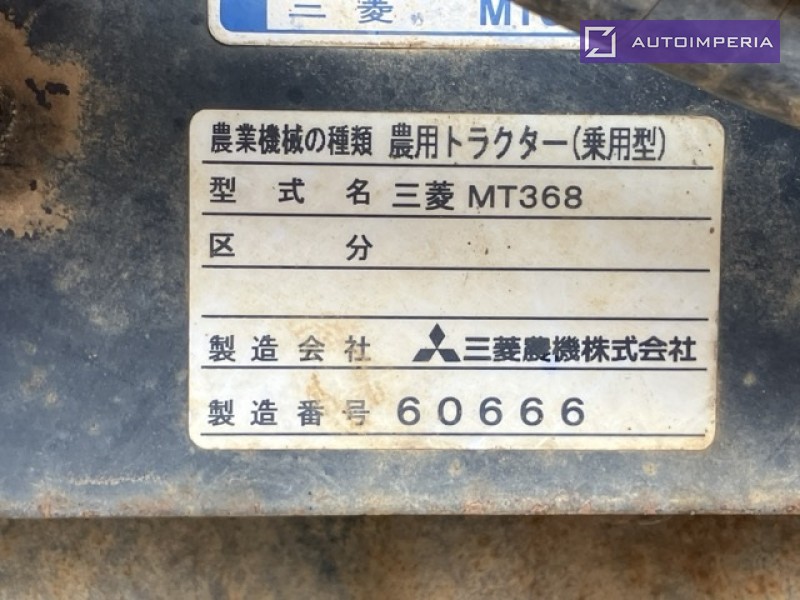 三菱
AUTOIMPERIA
農業機械の種類 農用トラクター(乗用型)
型式名 三菱 MT368
区分
製造会社 三菱農機株式会社
製造番号 60666